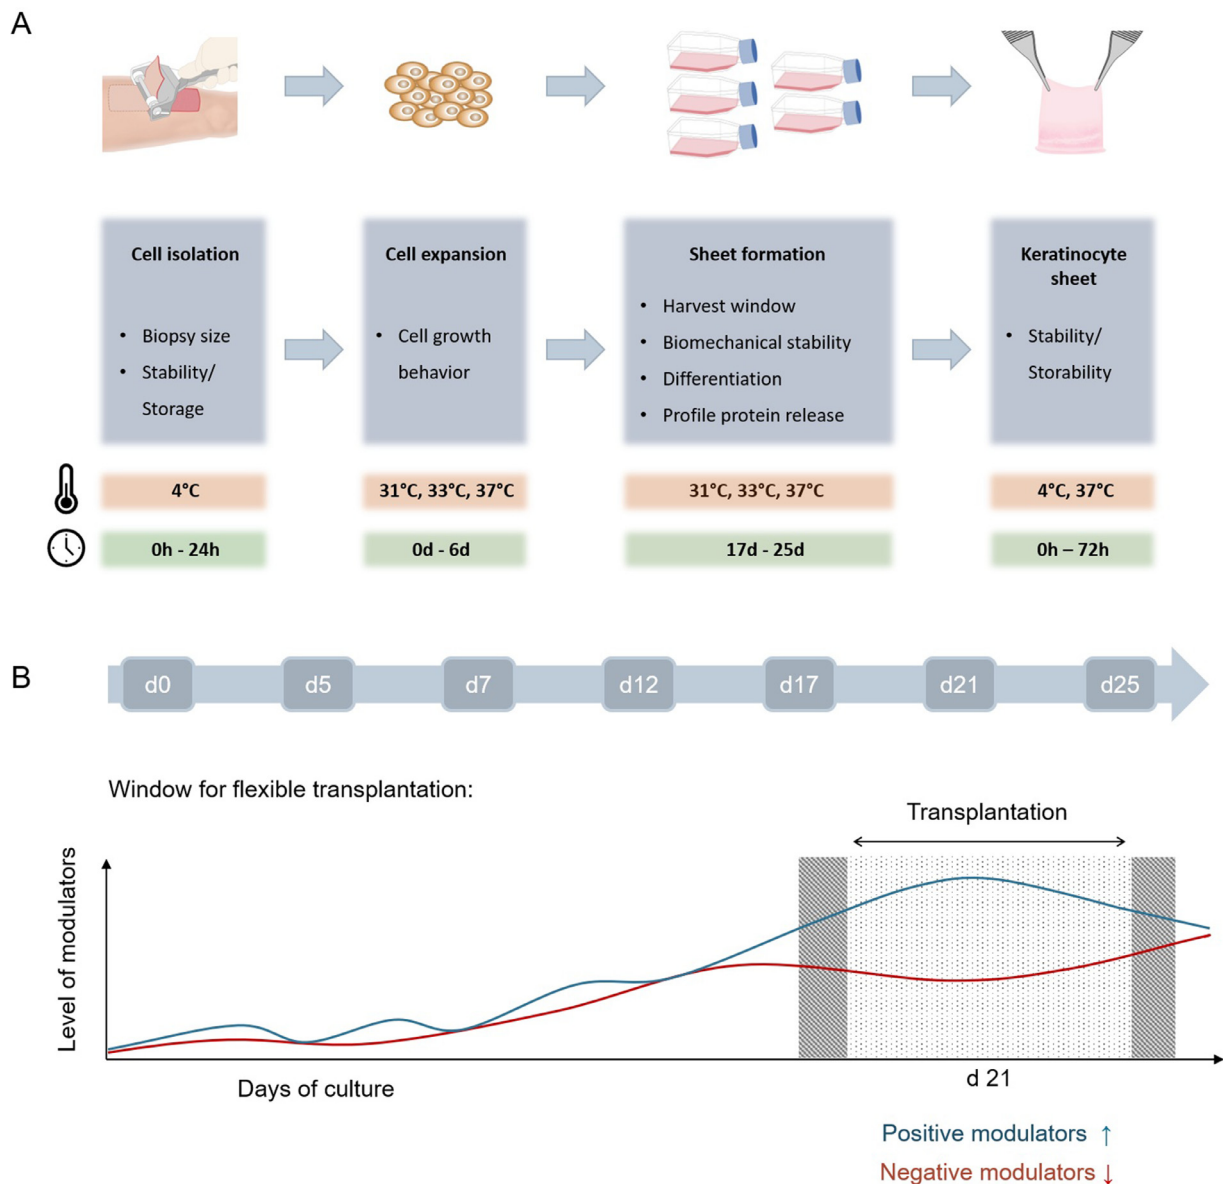 A
Cell isolation
• Biopsy size
• Stability/
Storage
Cell expansion
• Cell growth
behavior
Sheet formation
• Harvest window
• Biomechanical stability
• Differentiation
• Profile protein release
Keratinocyte
sheet
• Stability/
Storability
4°C
31°C, 33°C, 37°C
31°C, 33°C, 37°C
4°C, 37°C
0h - 24h
0d - 6d
17d - 25d
0h – 72h
B
d0
d5
d7
d12
d17
d21
d25
Window for flexible transplantation:
Transplantation
Level of modulators
Days of culture
d 21
Positive modulators ↑
Negative modulators ↓